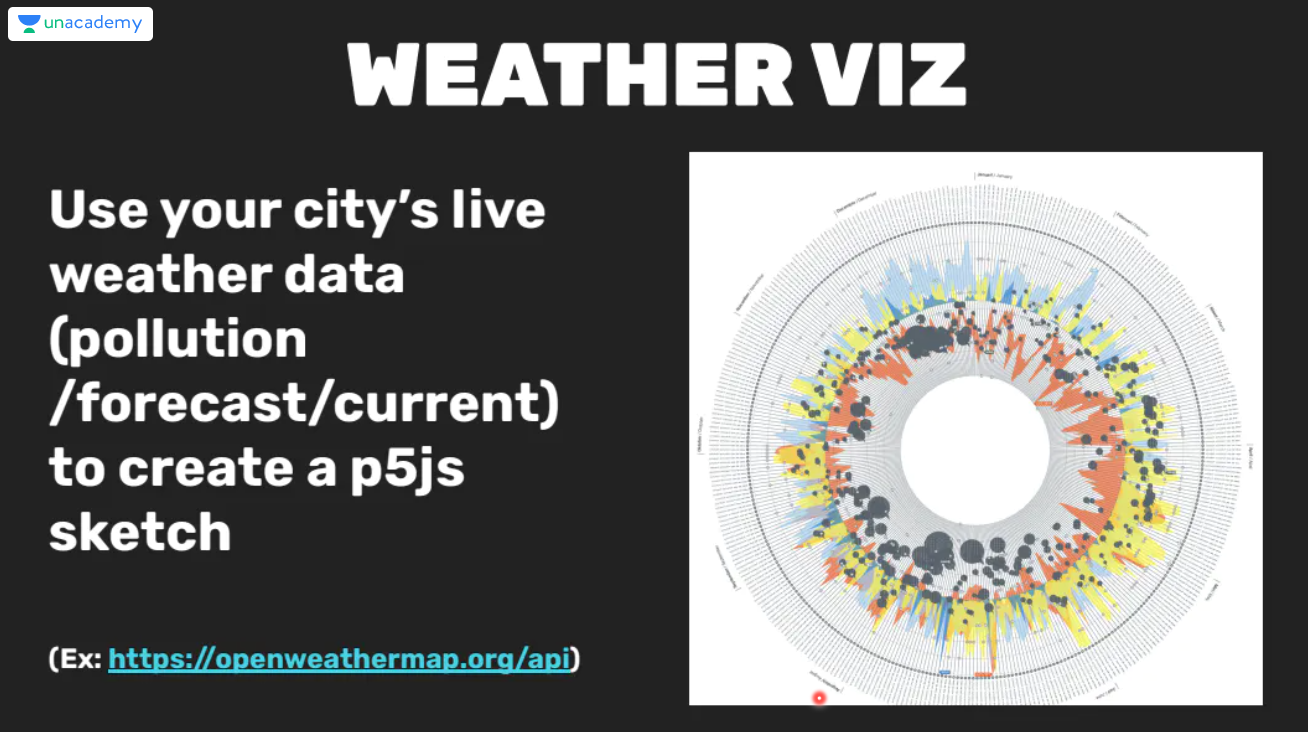 unacademy
WEATHER VIZ
Use your city's live
weather data
(pollution
/forecast/current)
to create a p5js
sketch
(Ex: https://openweathermap.org/api)